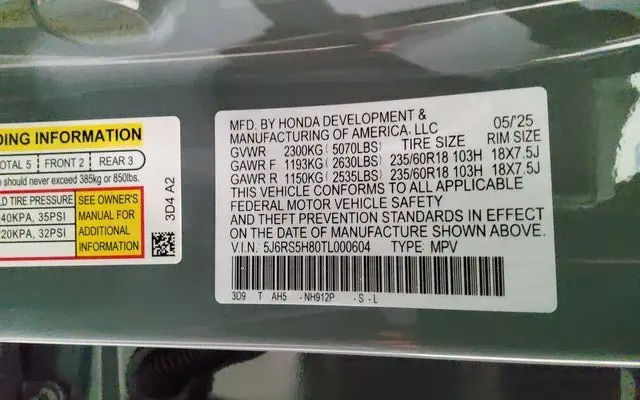 DING INFORMATION
OTAL 5 FRONT 2 REAR 3
should never exceed 385kg or 850lbs.
LD TIRE PRESSURE
40KPA, 35PSI
20KPA, 32PSI
SEE OWNER'S
MANUAL FOR
ADDITIONAL
INFORMATION
3D4 A2
MFD. BY HONDA DEVELOPMENT & 05/'25
MANUFACTURING OF AMERICA, LLC
GVWR 2300KG (5070LBS) TIRE SIZE RIM SIZE
GAWR F 1193KG (2630LBS) 235/60R18 103H 18X7.5J
GAWR R 1150KG (2535LBS) 235/60R18 103H 18X7.5J
THIS VEHICLE CONFORMS TO ALL APPLICABLE
FEDERAL MOTOR VEHICLE SAFETY
AND THEFT PREVENTION STANDARDS IN EFFECT
ON THE DATE OF MANUFACTURE SHOWN ABOVE.
V.I.N. 5J6RS5H80TL000604 TYPE: MPV
3D9 T AH5 -NH912P -S-L